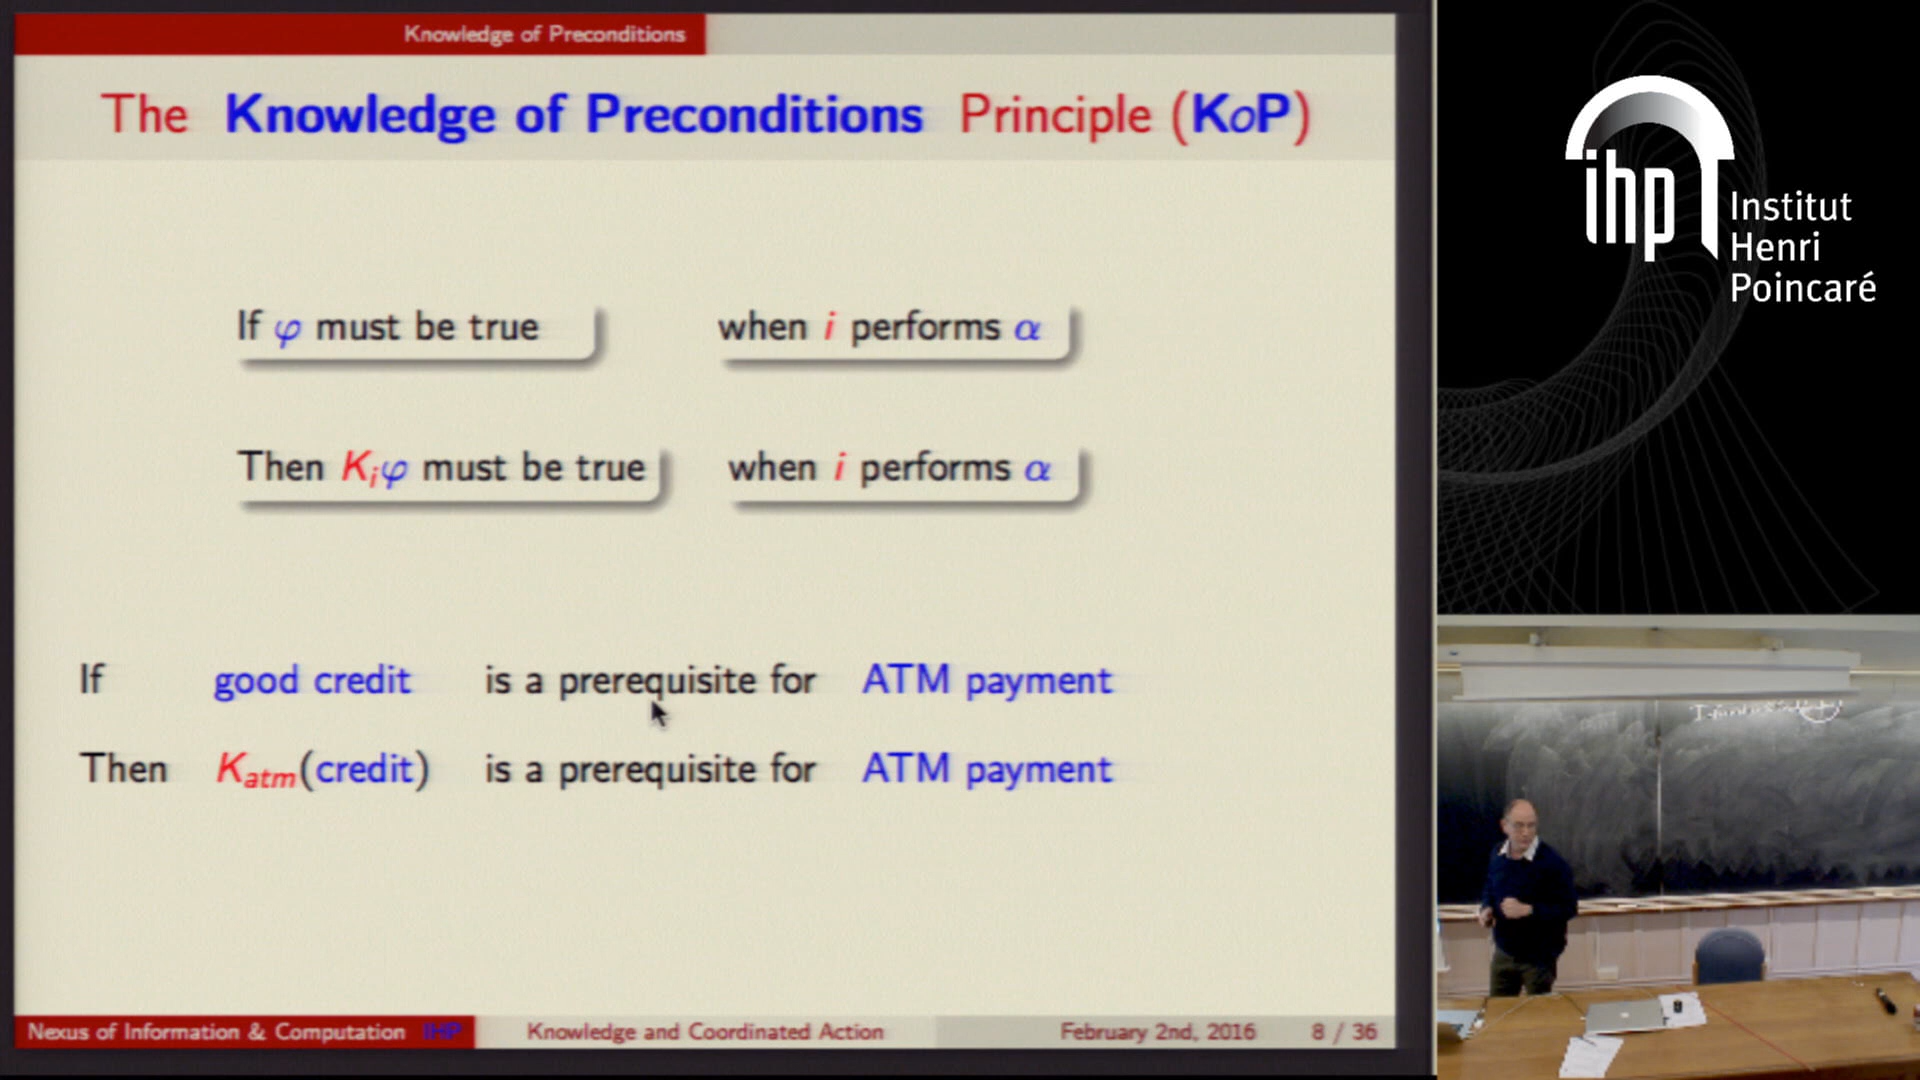 Knowledge of Preconditions
The Knowledge of Preconditions Principle (KoP)
If φ must be true when i performs α
Then Kᵢφ must be true when i performs α
If good credit is a prerequisite for ATM payment
Then Kₐₜₘ(credit) is a prerequisite for ATM payment
Nexus of Information & Computation IHP Knowledge and Coordinated Action February 2nd, 2016 8 / 36
ihp
Institut
Henri
Poincaré